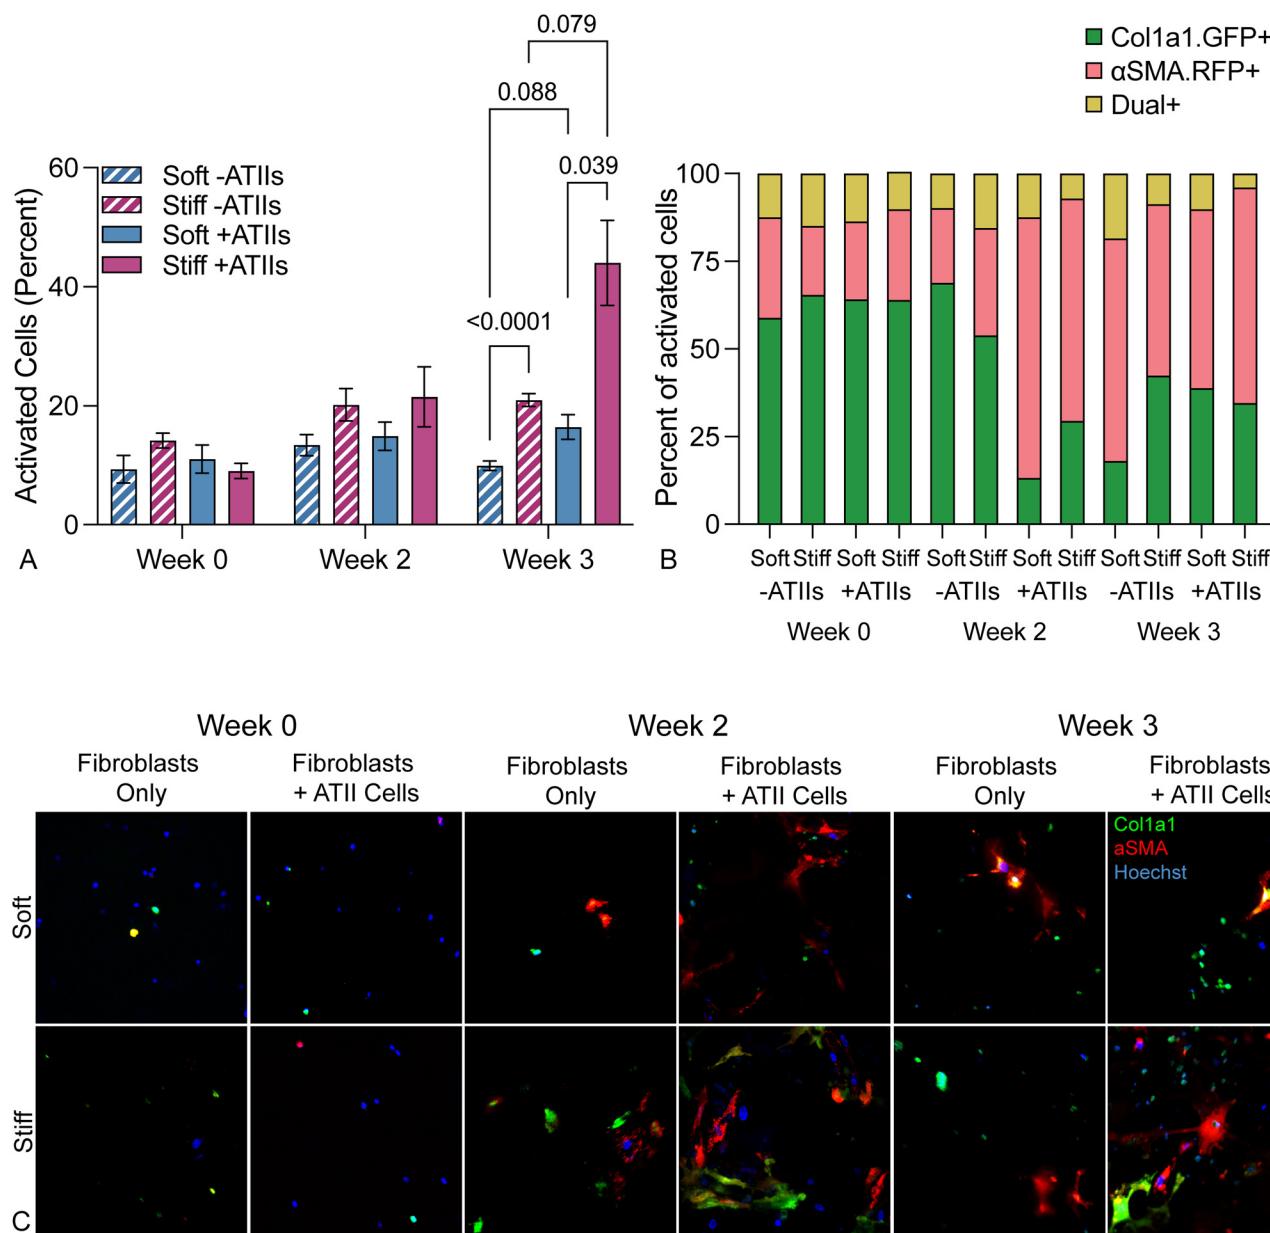 0.079
0.088
0.039
<0.0001
Activated Cells (Percent)
60
40
20
0
Soft -ATIIs
Stiff -ATIIs
Soft +ATIIs
Stiff +ATIIs
Week 0
Week 2
Week 3
A
Col1a1.GFP+
αSMA.RFP+
Dual+
Percent of activated cells
100
75
50
25
0
Soft Stiff Soft Stiff Soft Stiff Soft Stiff Soft Stiff Soft Stiff
-ATIIs +ATIIs -ATIIs +ATIIs -ATIIs +ATIIs
Week 0 Week 2 Week 3
B
Week 0 Week 2 Week 3
Fibroblasts
Only
Fibroblasts
+ ATII Cells
Fibroblasts
Only
Fibroblasts
+ ATII Cells
Fibroblasts
Only
Fibroblasts
+ ATII Cells
Col1a1
aSMA
Hoechst
Soft
Stiff
C